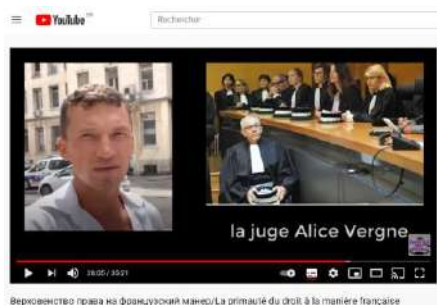 YouTube
Rechercher
la juge Alice Vergne
28:05 / 35:21
Верховенство права на французский манер/La primauté du droit à la manière française